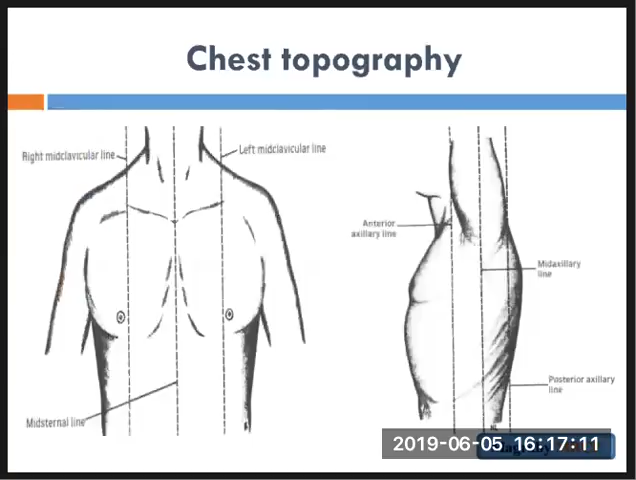 Chest topography
Right midclavicular line
Left midclavicular line
Anterior
axillary line
Midaxillary
line
Posterior axillary
line
Midsternal line
2019-06-05 16:17:11